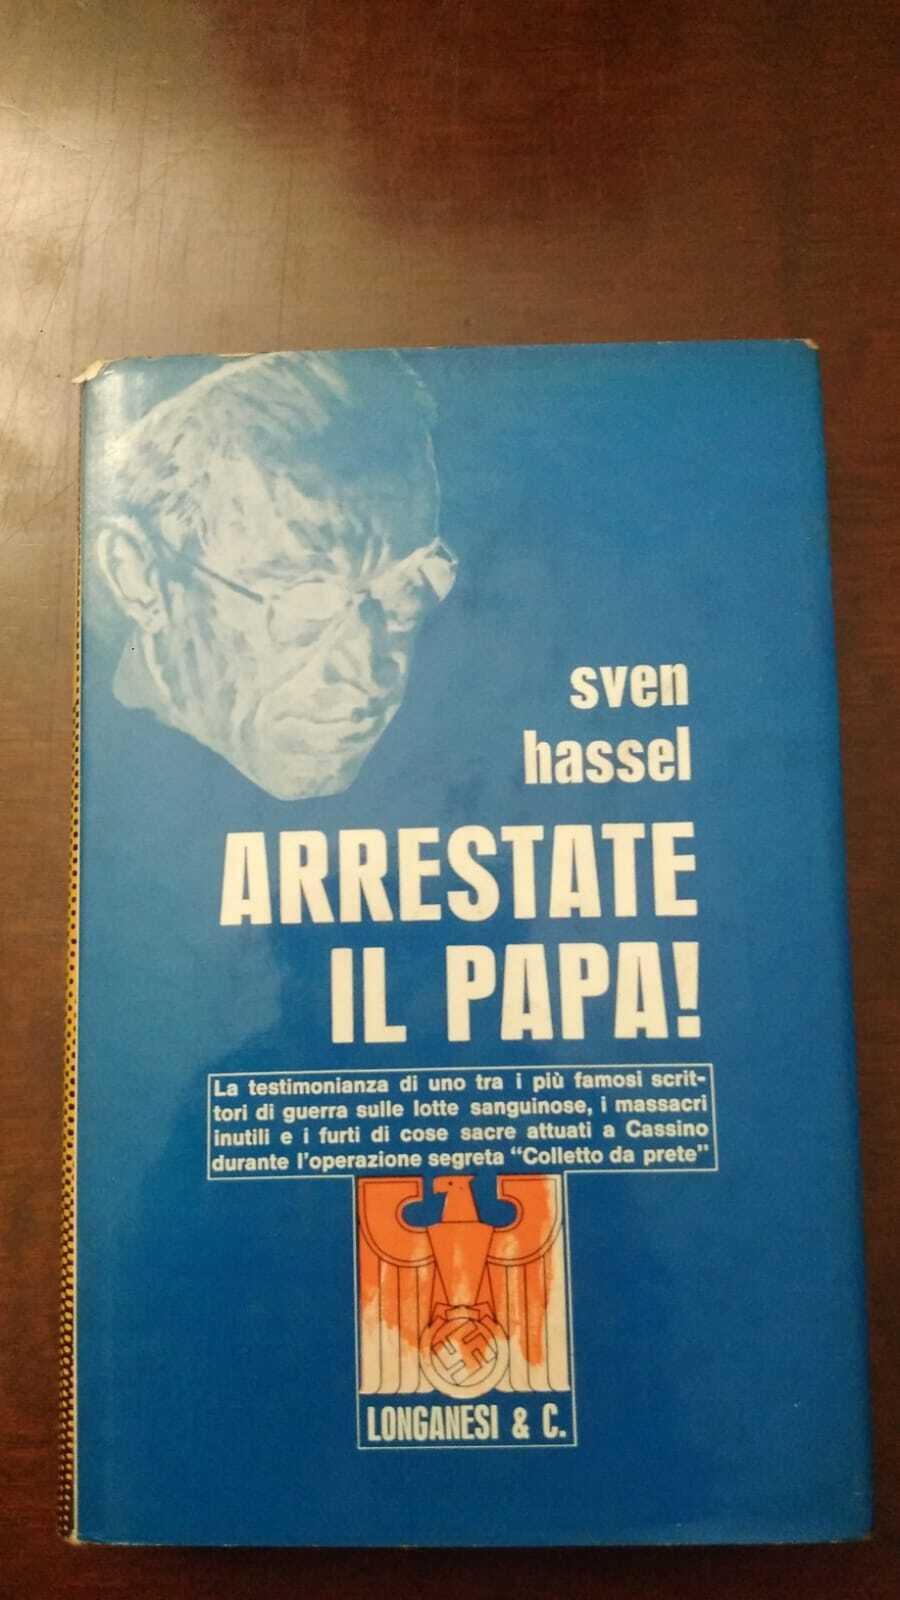 sven
hassel
ARRESTATE
IL PAPA!
La testimonianza di uno tra i più famosi scrit-
tori di guerra sulle lotte sanguinose, i massacri
inutili e i furti di cose sacre attuati a Cassino
durante l'operazione segreta "Colletto da prete"
LONGANESI & C.